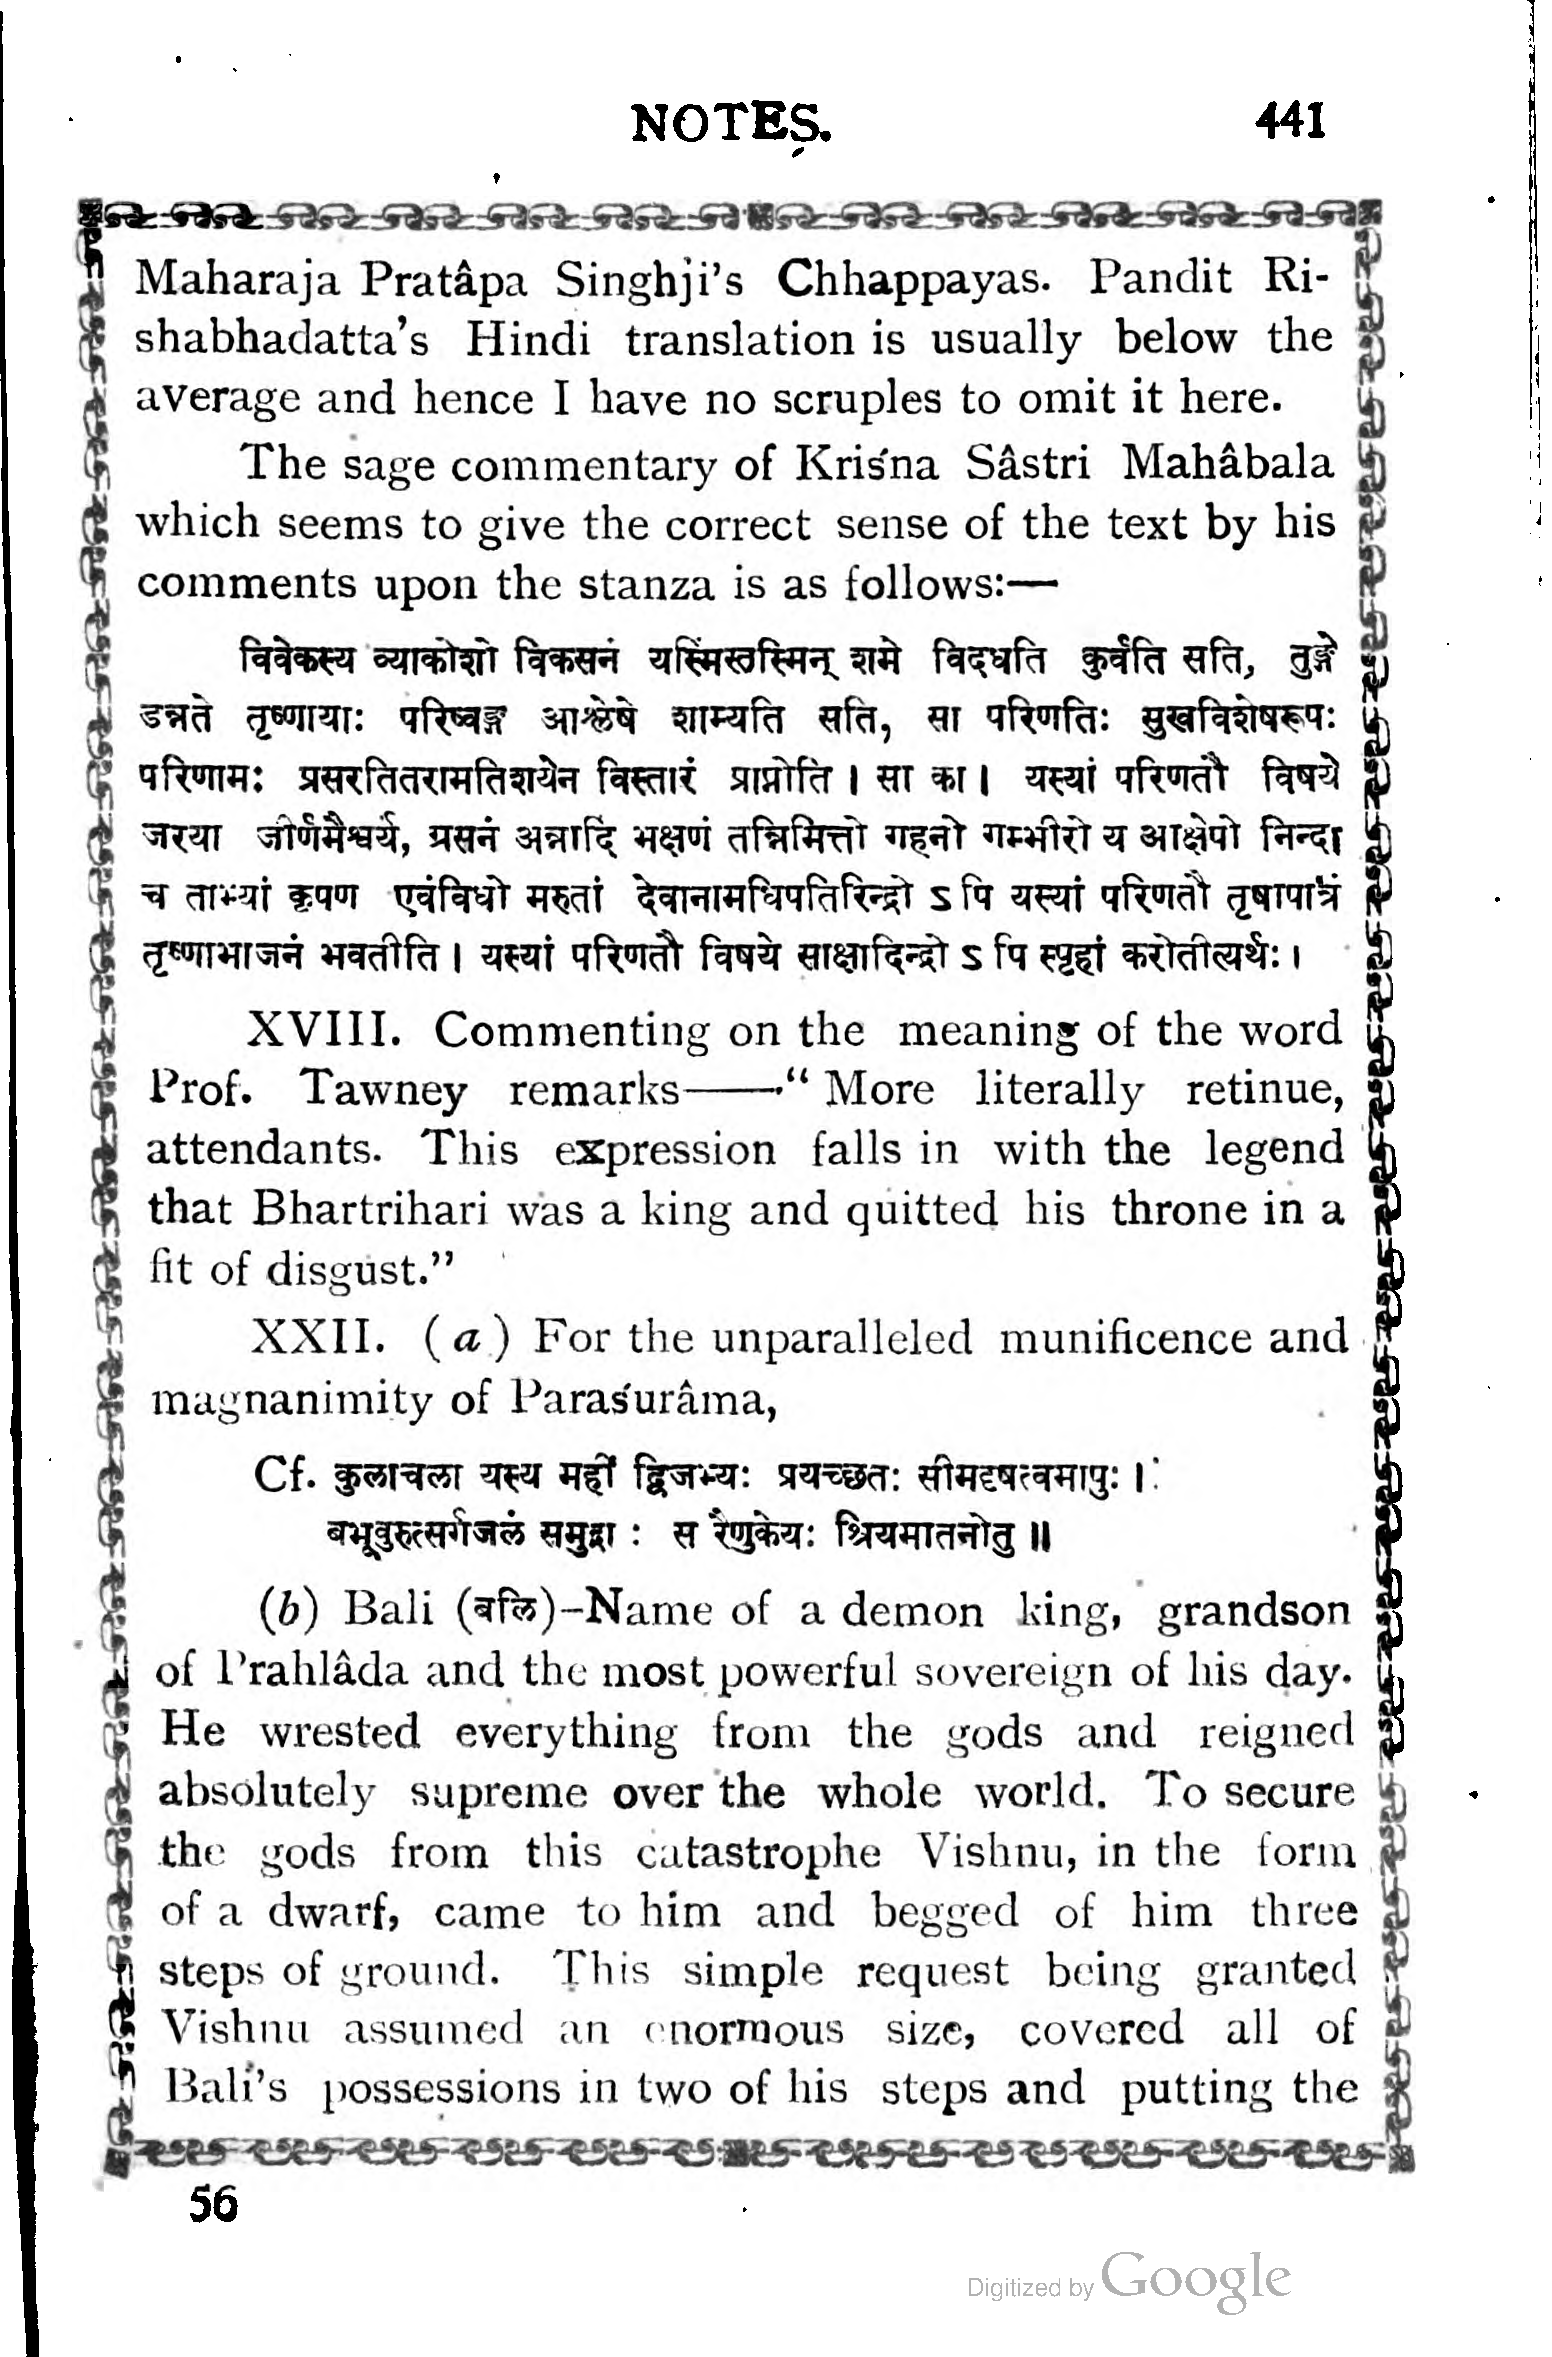 NOTES.
441
Maharaja Pratâpa Singhji's Chhappayas. Pandit Ri-
shabhadatta's Hindi translation is usually below the
average and hence I have no scruples to omit it here.
The sage commentary of Kriśna Sâstri Mahâbala
which seems to give the correct sense of the text by his
comments upon the stanza is as follows:—
विवेकस्य व्याकोशो विकसनं यस्मिंस्तस्मिन् शमे विदधति कुर्वति सति, तुङ्गे
डन्नते तृष्णायाः परिष्वङ्ग आश्लेषे शाम्यति सति, सा परिणतिः सुखविशेषरूपः
परिणामः प्रसरतितरामतिशयेन विस्तारं प्राप्नोति । सा का । यस्यां परिणतौ विषये
जरया जीर्णमैश्वर्य, ग्रसनं अन्नादिं भक्षणं तन्निमित्तो गहनो गम्भीरो य आक्षेपो निन्दा
च ताभ्यां कृपण एवंविधो मरुतां देवानामधिपतिरिन्द्रो ऽ पि यस्यां परिणतौ तृषापात्रं
तृष्णाभाजनं भवतीति । यस्यां परिणतौ विषये साक्षादिन्द्रो ऽ पि स्पृहां करोतीत्यर्थः ।
XVIII. Commenting on the meaning of the word
Prof. Tawney remarks——"More literally retinue,
attendants. This expression falls in with the legend
that Bhartrihari was a king and quitted his throne in a
fit of disgust."
XXII. (a) For the unparalleled munificence and
magnanimity of Paraśurâma,
Cf. कुलाचला यस्य महीं द्विजभ्यः प्रयच्छतः सीमदृषत्वमापुः ।
बभूवुरुत्सर्गजलं समुद्रा : स रैणुकेयः श्रियमातनोतु ॥
(b) Bali (बलि)-Name of a demon king, grandson
of Prahlâda and the most powerful sovereign of his day.
He wrested everything from the gods and reigned
absolutely supreme over the whole world. To secure
the gods from this catastrophe Vishnu, in the form
of a dwarf, came to him and begged of him three
steps of ground. This simple request being granted
Vishnu assumed an enormous size, covered all of
Bali's possessions in two of his steps and putting the
56
Digitized by Google